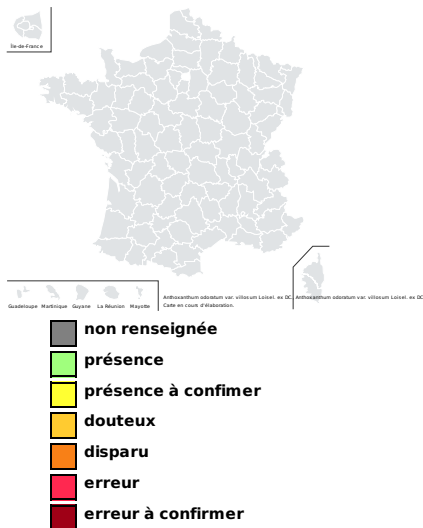 Île-de-France
Guadeloupe Martinique Guyane La Réunion Mayotte
Anthoxanthum odoratum var. villosum Loisel. ex DC. Anthoxanthum odoratum var. villosum Loisel. ex DC
Carte en cours d'élaboration.
non renseignée
présence
présence à confimer
douteux
disparu
erreur
erreur à confirmer